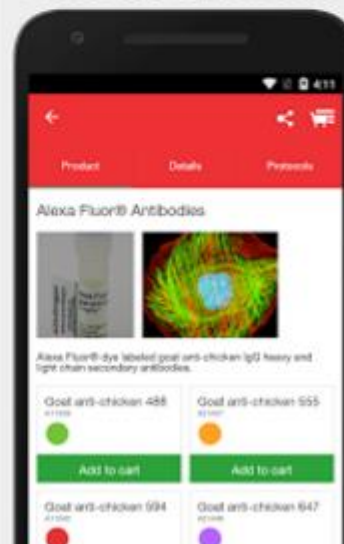 4:11
Product Details Protocols
Alexa Fluor® Antibodies
Alexa Fluor® dye labeled goat anti-chicken IgG heavy and
light chain secondary antibodies.
Goat anti-chicken 488
Goat anti-chicken 555
Add to cart
Add to cart
Goat anti-chicken 594
Goat anti-chicken 647